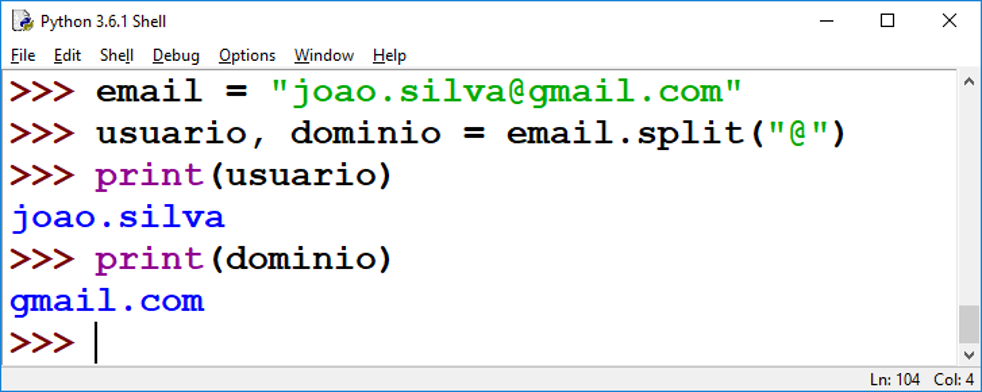 Python 3.6.1 Shell
File Edit Shell Debug Options Window Help
>>> email = "joao.silva@gmail.com"
>>> usuario, dominio = email.split("@")
>>> print(usuario)
joao.silva
>>> print(dominio)
gmail.com
>>>
Ln: 104 Col: 4